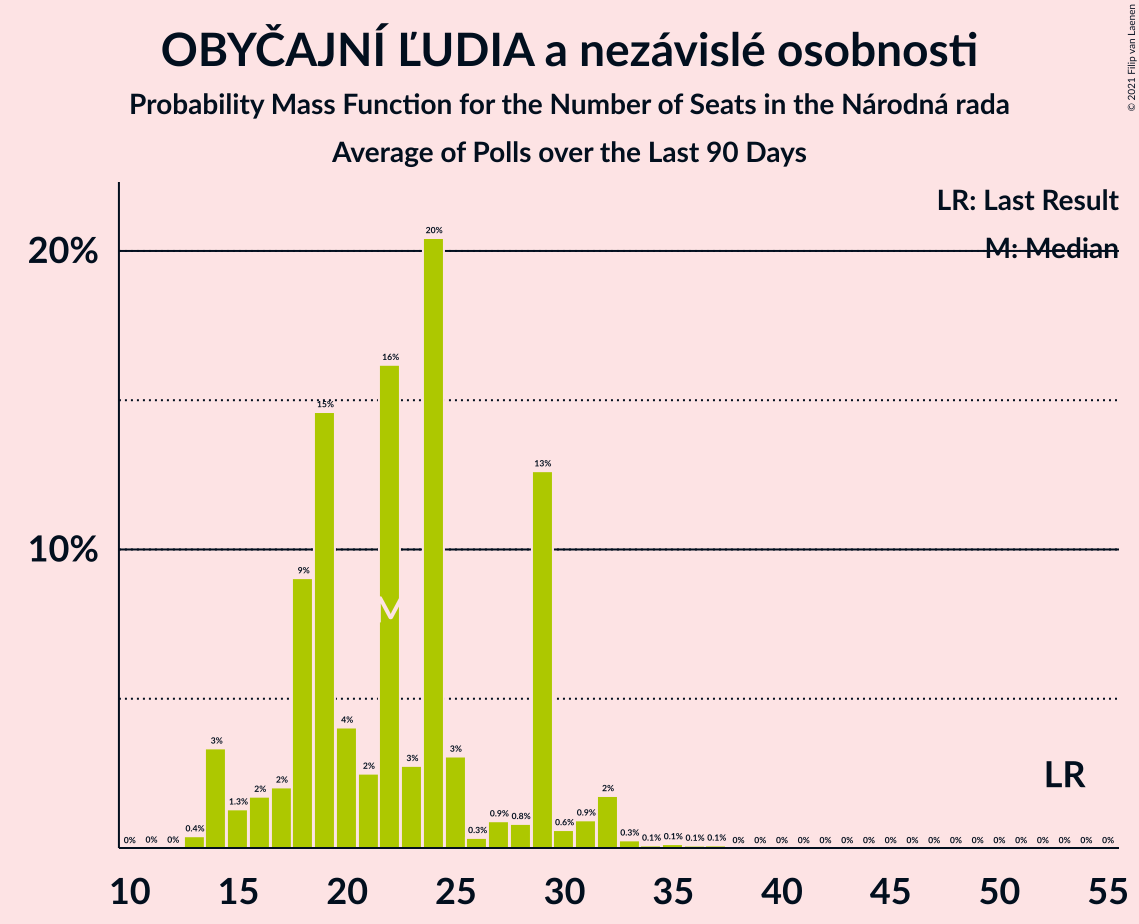 OBYČAJNÍ ĽUDIA a nezávislé osobnosti
Probability Mass Function for the Number of Seats in the Národná rada
Average of Polls over the Last 90 Days
© 2021 Filip van Laenen
LR: Last Result
M: Median
20%
10%
0% 0% 0% 0.4% 3% 1.3% 2% 2% 9% 15% 4% 2% 16% 3% 20% 3% 0.3% 0.9% 0.8% 13% 0.6% 0.9% 2% 0.3% 0.1% 0.1% 0.1% 0.1% 0% 0% 0% 0% 0% 0% 0% 0% 0% 0% 0% 0% 0% 0% 0% 0% 0% 0%
M
LR
10 15 20 25 30 35 40 45 50 55